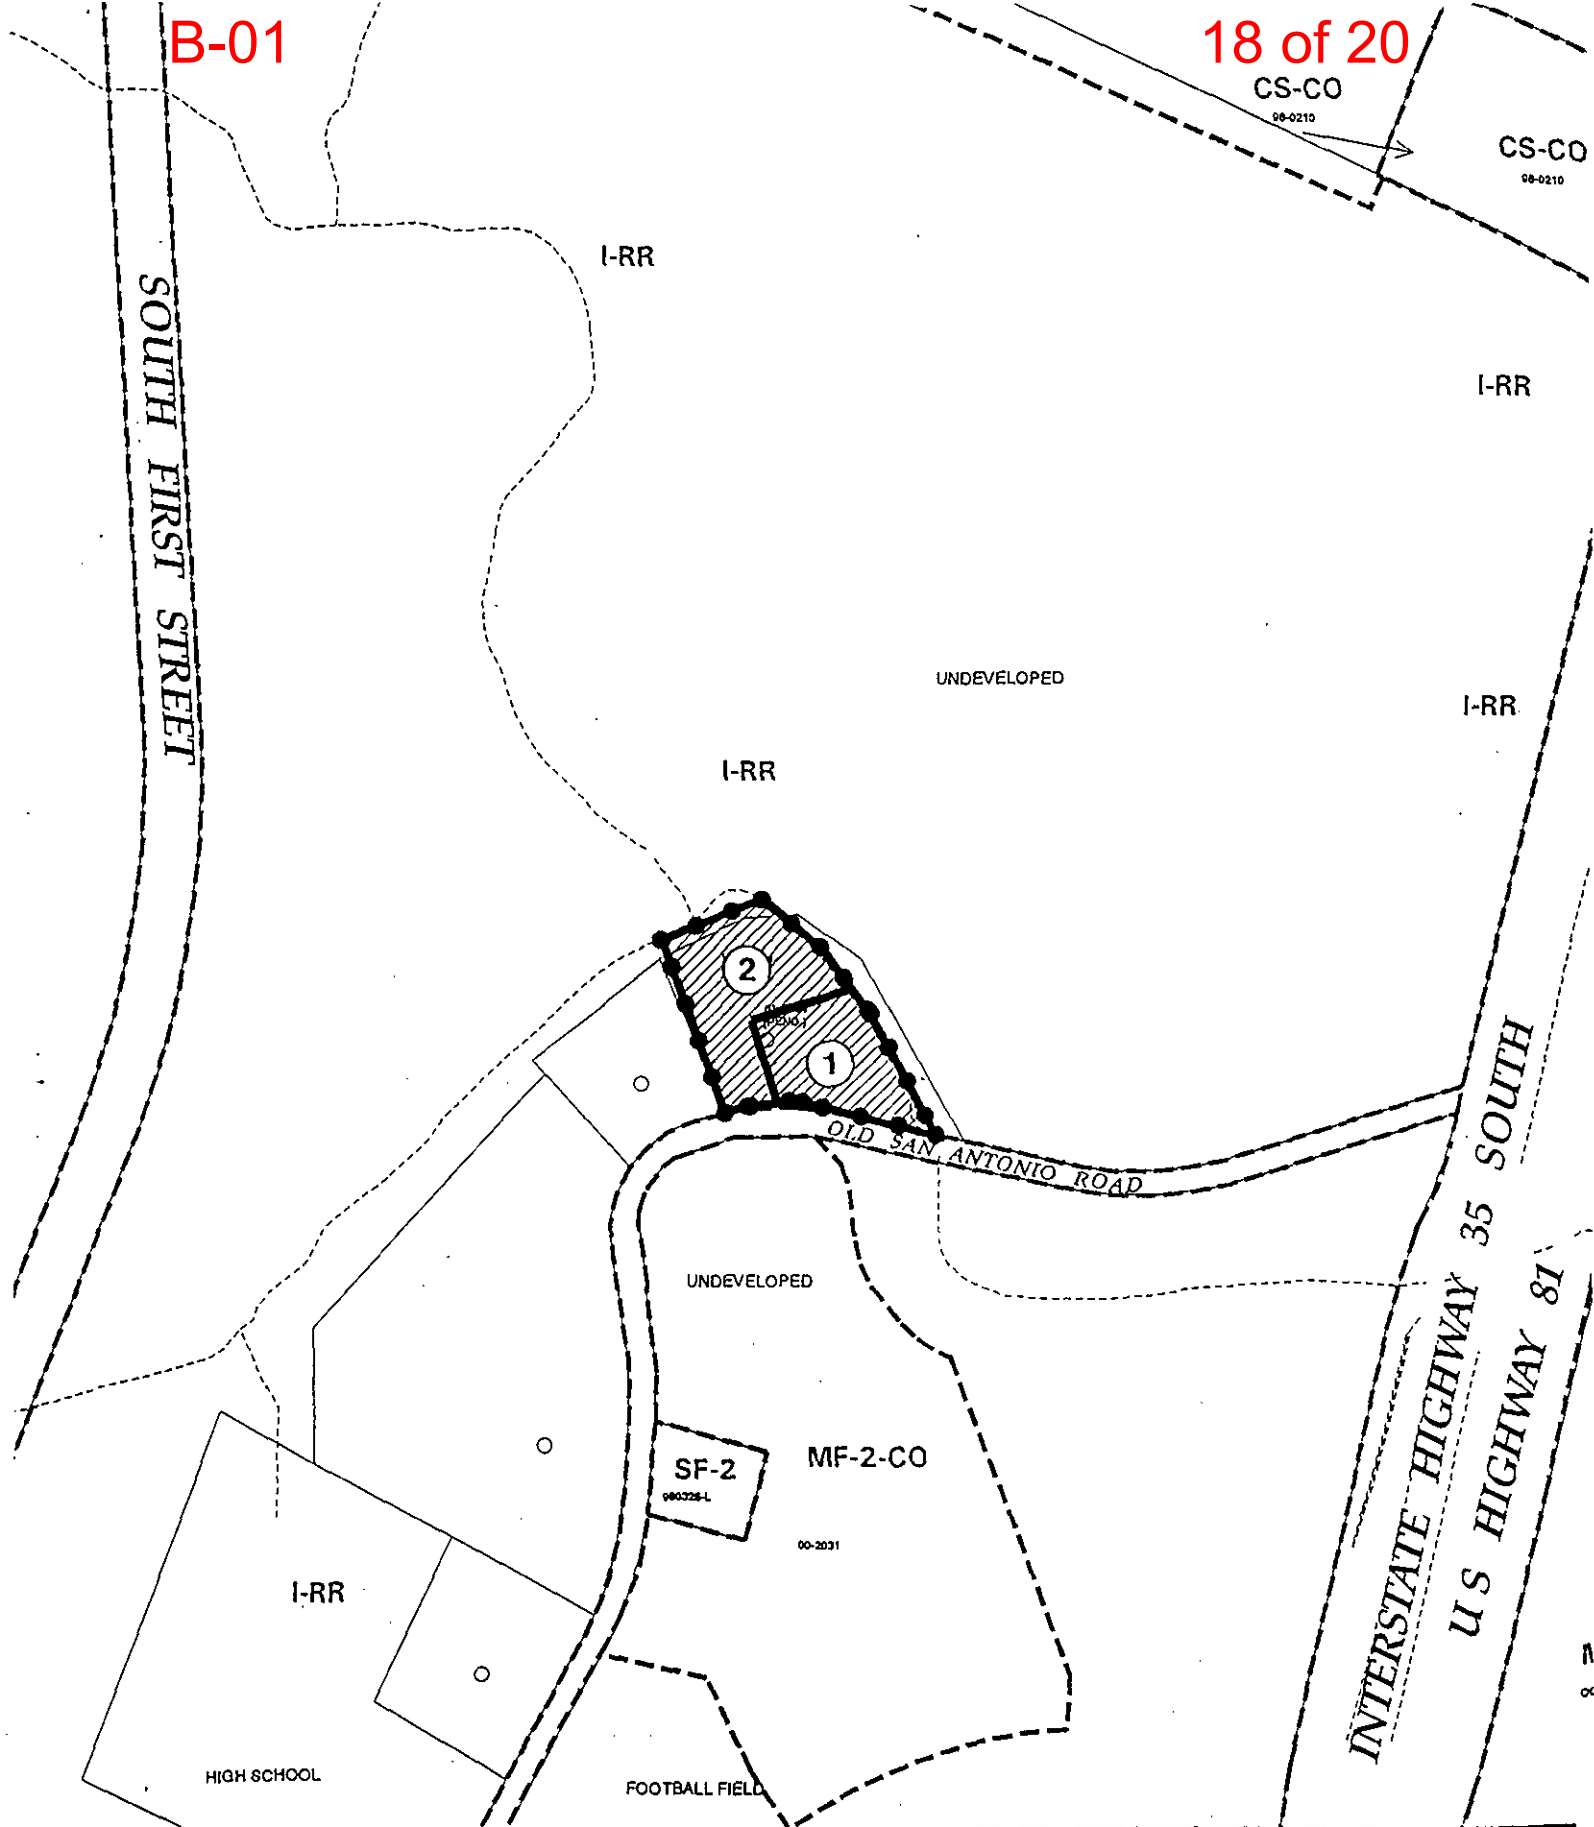 B-01
18 of 20
CS-CO
98-0210
CS-CO
98-0210
I-RR
SOUTH FIRST STREET
I-RR
UNDEVELOPED
I-RR
I-RR
2
1
OLD SAN ANTONIO ROAD
INTERSTATE HIGHWAY 35 SOUTH
US HIGHWAY 81
UNDEVELOPED
SF-2
MF-2-CO
00-2031
I-RR
HIGH SCHOOL
FOOTBALL FIELD